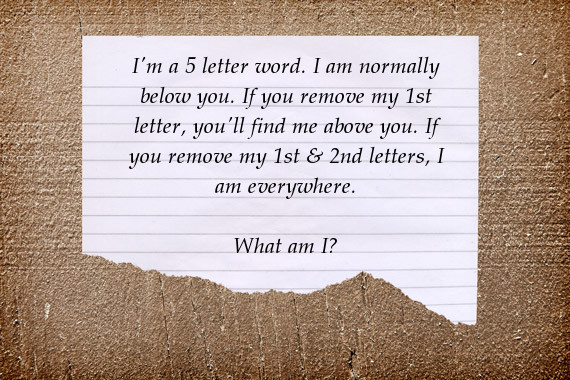 I'm a 5 letter word. I am normally
below you. If you remove my 1st
letter, you'll find me above you. If
you remove my 1st & 2nd letters, I
am everywhere.
What am I?